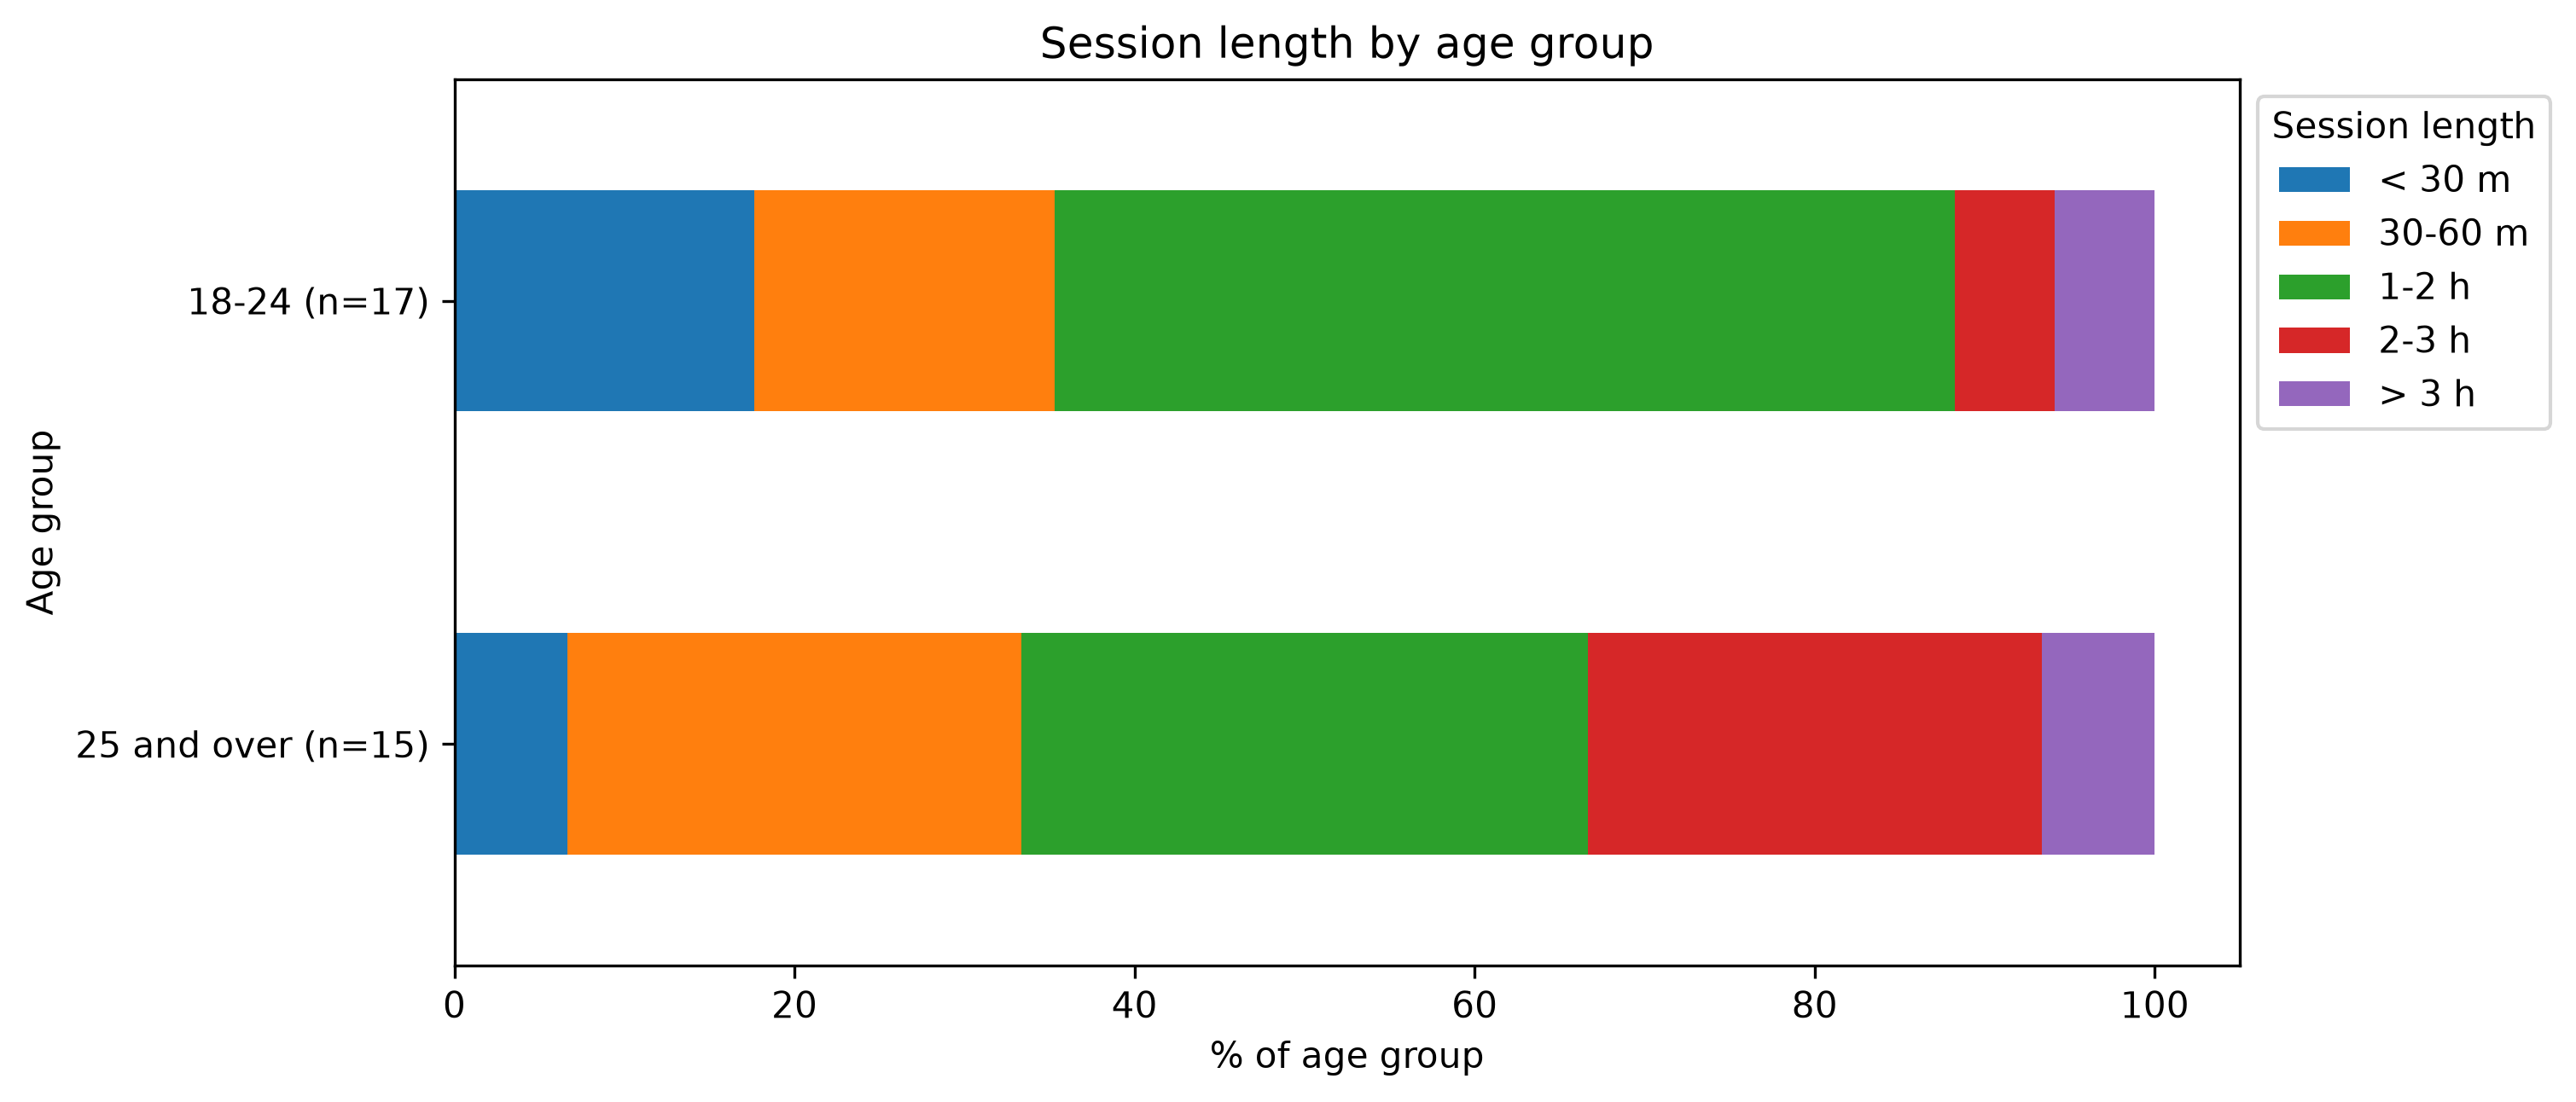 Session length by age group
Session length
< 30 m
30-60 m
1-2 h
2-3 h
> 3 h
Age group
18-24 (n=17)
25 and over (n=15)
0 20 40 60 80 100
% of age group